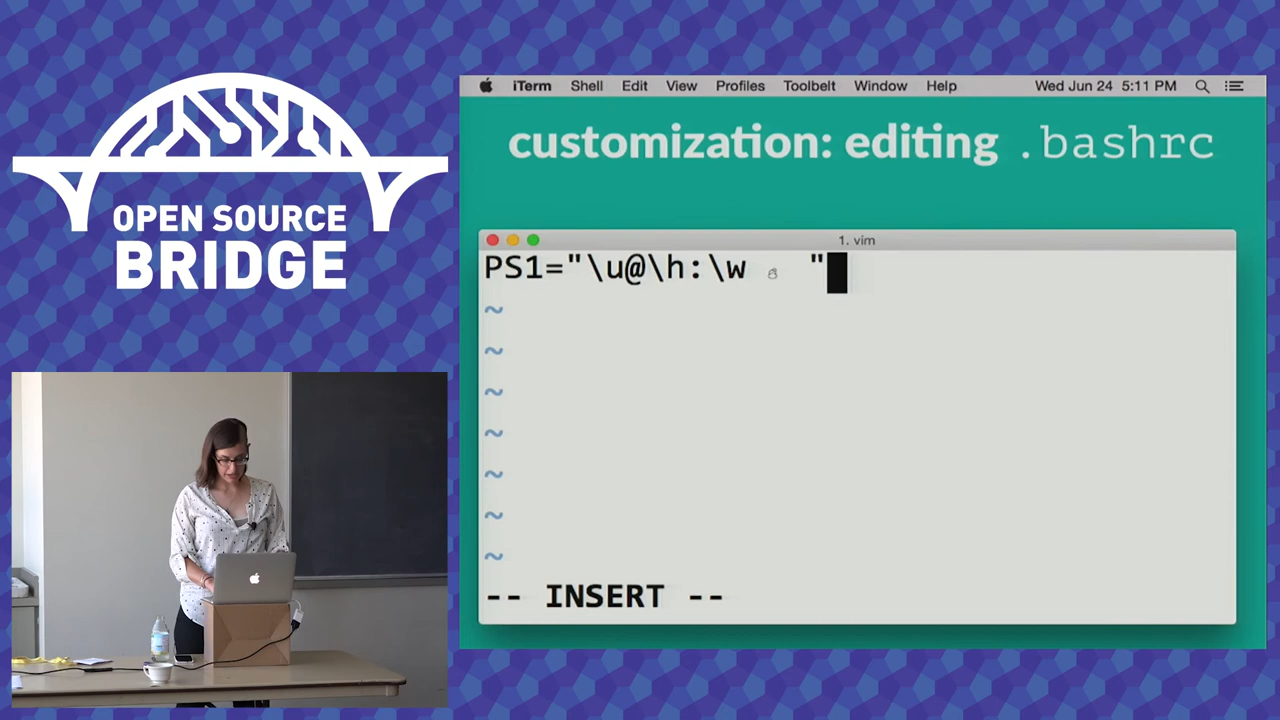 OPEN SOURCE
BRIDGE
iTerm Shell Edit View Profiles Toolbelt Window Help Wed Jun 24 5:11 PM
customization: editing .bashrc
1. vim
PS1="\u@\h:\w ☃ "
~
~
~
~
~
~
~
-- INSERT --